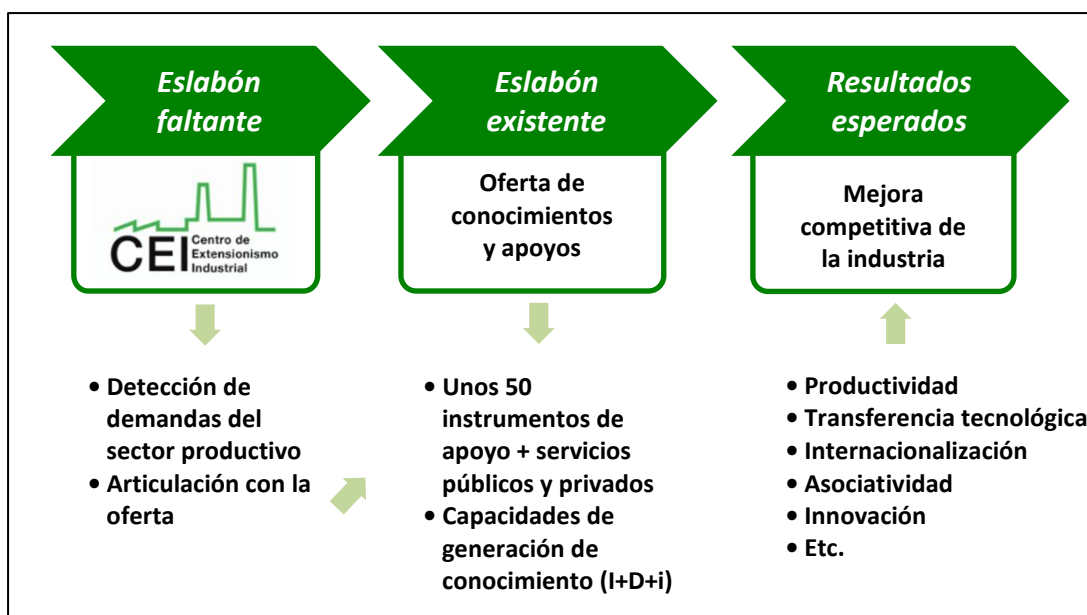 Eslabón
faltante
CEI Centro de
Extensionismo
Industrial
• Detección de
demandas del
sector productivo
• Articulación con la
oferta
Eslabón
existente
Oferta de
conocimientos
y apoyos
• Unos 50
instrumentos de
apoyo + servicios
públicos y privados
• Capacidades de
generación de
conocimiento (I+D+i)
Resultados
esperados
Mejora
competitiva de
la industria
• Productividad
• Transferencia tecnológica
• Internacionalización
• Asociatividad
• Innovación
• Etc.